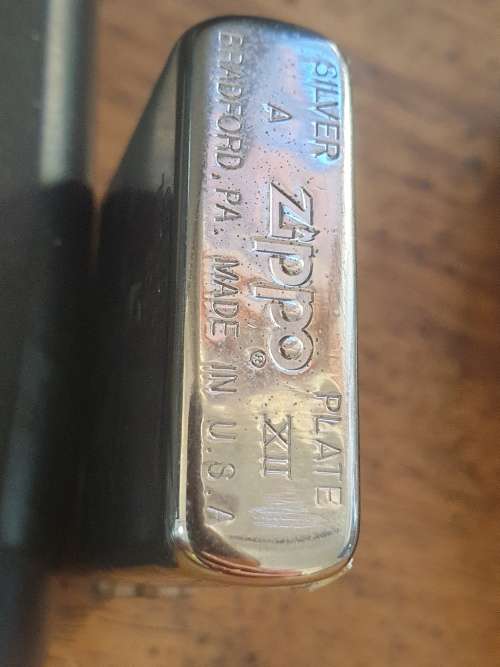 SILVER PLATE
A Zippo® XII
BRADFORD, PA. MADE IN U.S.A